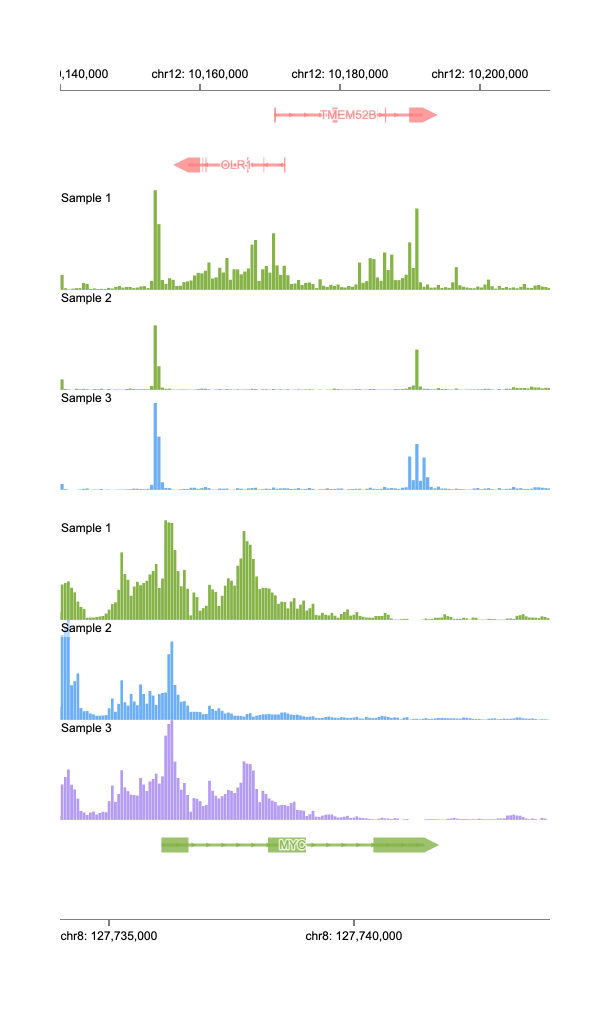 0,140,000 chr12: 10,160,000 chr12: 10,180,000 chr12: 10,200,000
TMEM52B
OLR1
Sample 1
Sample 2
Sample 3
Sample 1
Sample 2
Sample 3
MYC
chr8: 127,735,000 chr8: 127,740,000